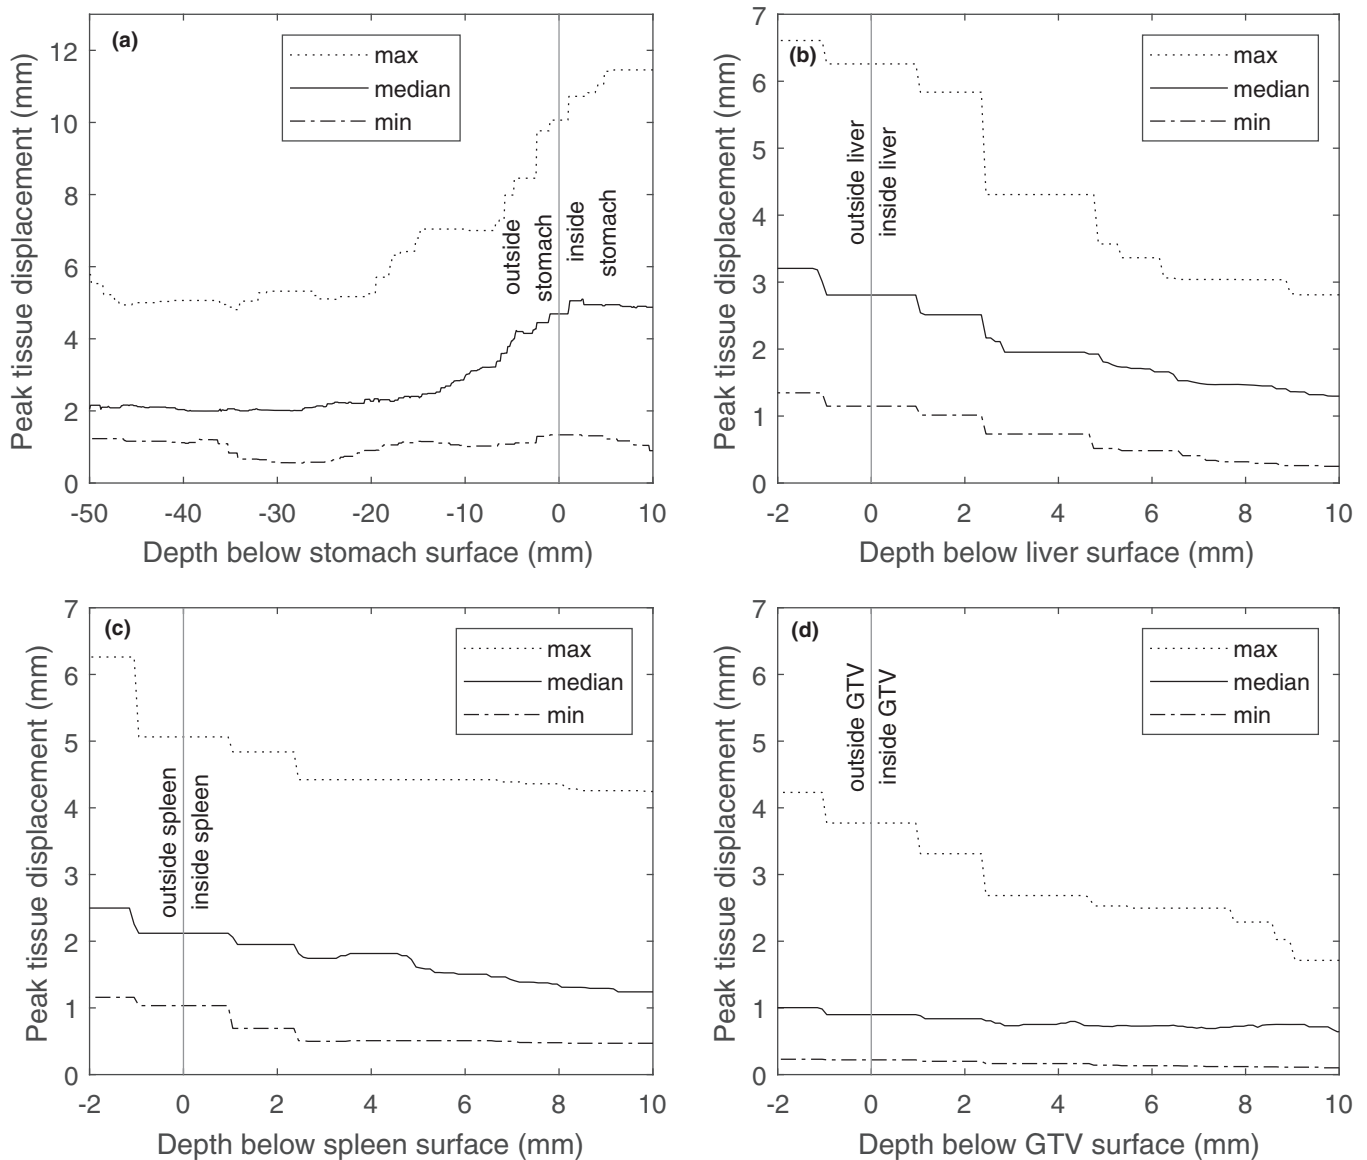 (a)
max
median
min
outside
stomach
inside
stomach
Peak tissue displacement (mm)
0
2
4
6
8
10
12
-50
-40
-30
-20
-10
0
10
Depth below stomach surface (mm)
(b)
max
median
min
outside liver
inside liver
Peak tissue displacement (mm)
0
1
2
3
4
5
6
7
-2
0
2
4
6
8
10
Depth below liver surface (mm)
(c)
max
median
min
outside spleen
inside spleen
Peak tissue displacement (mm)
0
1
2
3
4
5
6
7
-2
0
2
4
6
8
10
Depth below spleen surface (mm)
(d)
max
median
min
outside GTV
inside GTV
Peak tissue displacement (mm)
0
1
2
3
4
5
6
7
-2
0
2
4
6
8
10
Depth below GTV surface (mm)